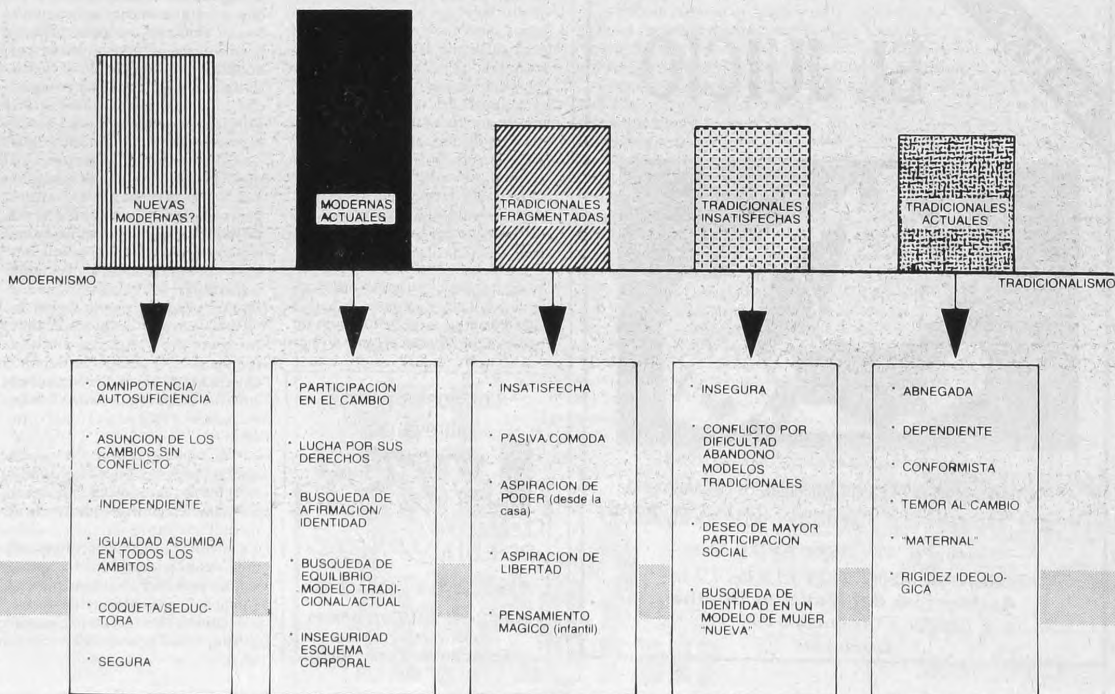 NUEVAS
MODERNAS?
MODERNAS
ACTUALES
TRADICIONALES
FRAGMENTADAS
TRADICIONALES
INSATISFECHAS
TRADICIONALES
ACTUALES
MODERNISMO
TRADICIONALISMO
* OMNIPOTENCIA/
AUTOSUFICIENCIA
* ASUNCION DE LOS
CAMBIOS SIN
CONFLICTO
* INDEPENDIENTE
* IGUALDAD ASUMIDA
EN TODOS LOS
AMBITOS
* COQUETA/SEDUC-
TORA
* SEGURA
* PARTICIPACION
EN EL CAMBIO
* LUCHA POR SUS
DERECHOS
* BUSQUEDA DE
AFIRMACION/
IDENTIDAD
* BUSQUEDA DE
EQUILIBRIO
MODELO TRADI-
CIONAL/ACTUAL
* INSEGURIDAD
ESQUEMA
CORPORAL
* INSATISFECHA
* PASIVA.COMODA
* ASPIRACION DE
PODER (desde la
casa)
* ASPIRACION DE
LIBERTAD
* PENSAMIENTO
MAGICO (infantil)
* INSEGURA
* CONFLICTO POR
DIFICULTAD
ABANDONO
MODELOS
TRADICIONALES
* DESEO DE MAYOR
PARTICIPACION
SOCIAL
* BUSQUEDA DE
IDENTIDAD EN UN
MODELO DE MUJER
"NUEVA"
* ABNEGADA
* DEPENDIENTE
* CONFORMISTA
* TEMOR AL CAMBIO
* "MATERNAL"
* RIGIDEZ IDEOLO-
GICA